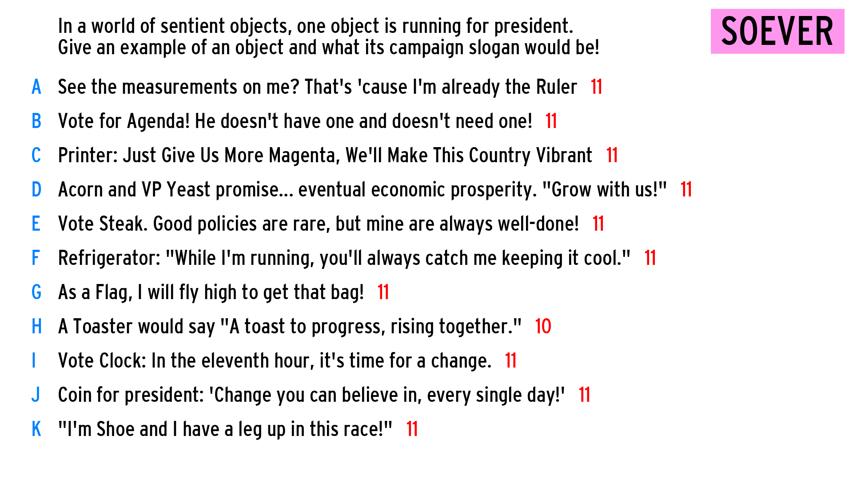 In a world of sentient objects, one object is running for president.
Give an example of an object and what its campaign slogan would be!
SOEVER
A See the measurements on me? That's 'cause I'm already the Ruler 11
B Vote for Agenda! He doesn't have one and doesn't need one! 11
C Printer: Just Give Us More Magenta, We'll Make This Country Vibrant 11
D Acorn and VP Yeast promise... eventual economic prosperity. "Grow with us!" 11
E Vote Steak. Good policies are rare, but mine are always well-done! 11
F Refrigerator: "While I'm running, you'll always catch me keeping it cool." 11
G As a Flag, I will fly high to get that bag! 11
H A Toaster would say "A toast to progress, rising together." 10
I Vote Clock: In the eleventh hour, it's time for a change. 11
J Coin for president: 'Change you can believe in, every single day!' 11
K "I'm Shoe and I have a leg up in this race!" 11